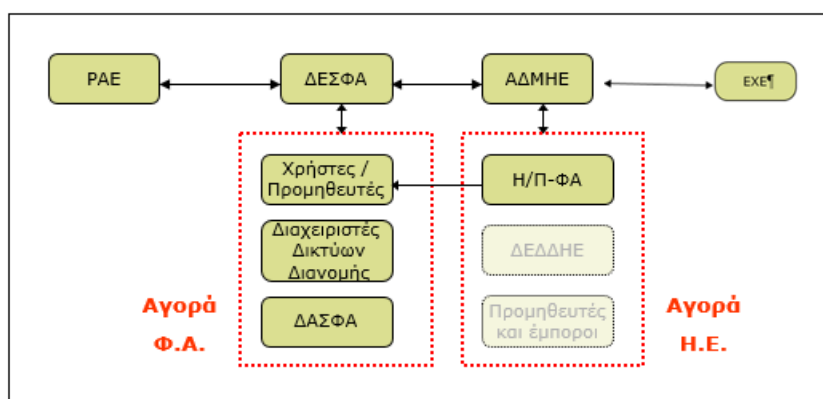 ΡΑΕ
ΔΕΣΦΑ
ΑΔΜΗΕ
ΕΧΕ¶
Χρήστες /
Προμηθευτές
Διαχειριστές
Δικτύων
Διανομής
ΔΑΣΦΑ
Η/Π-ΦΑ
ΔΕΔΔΗΕ
Προμηθευτές
και έμποροι
Αγορά
Φ.Α.
Αγορά
Η.Ε.